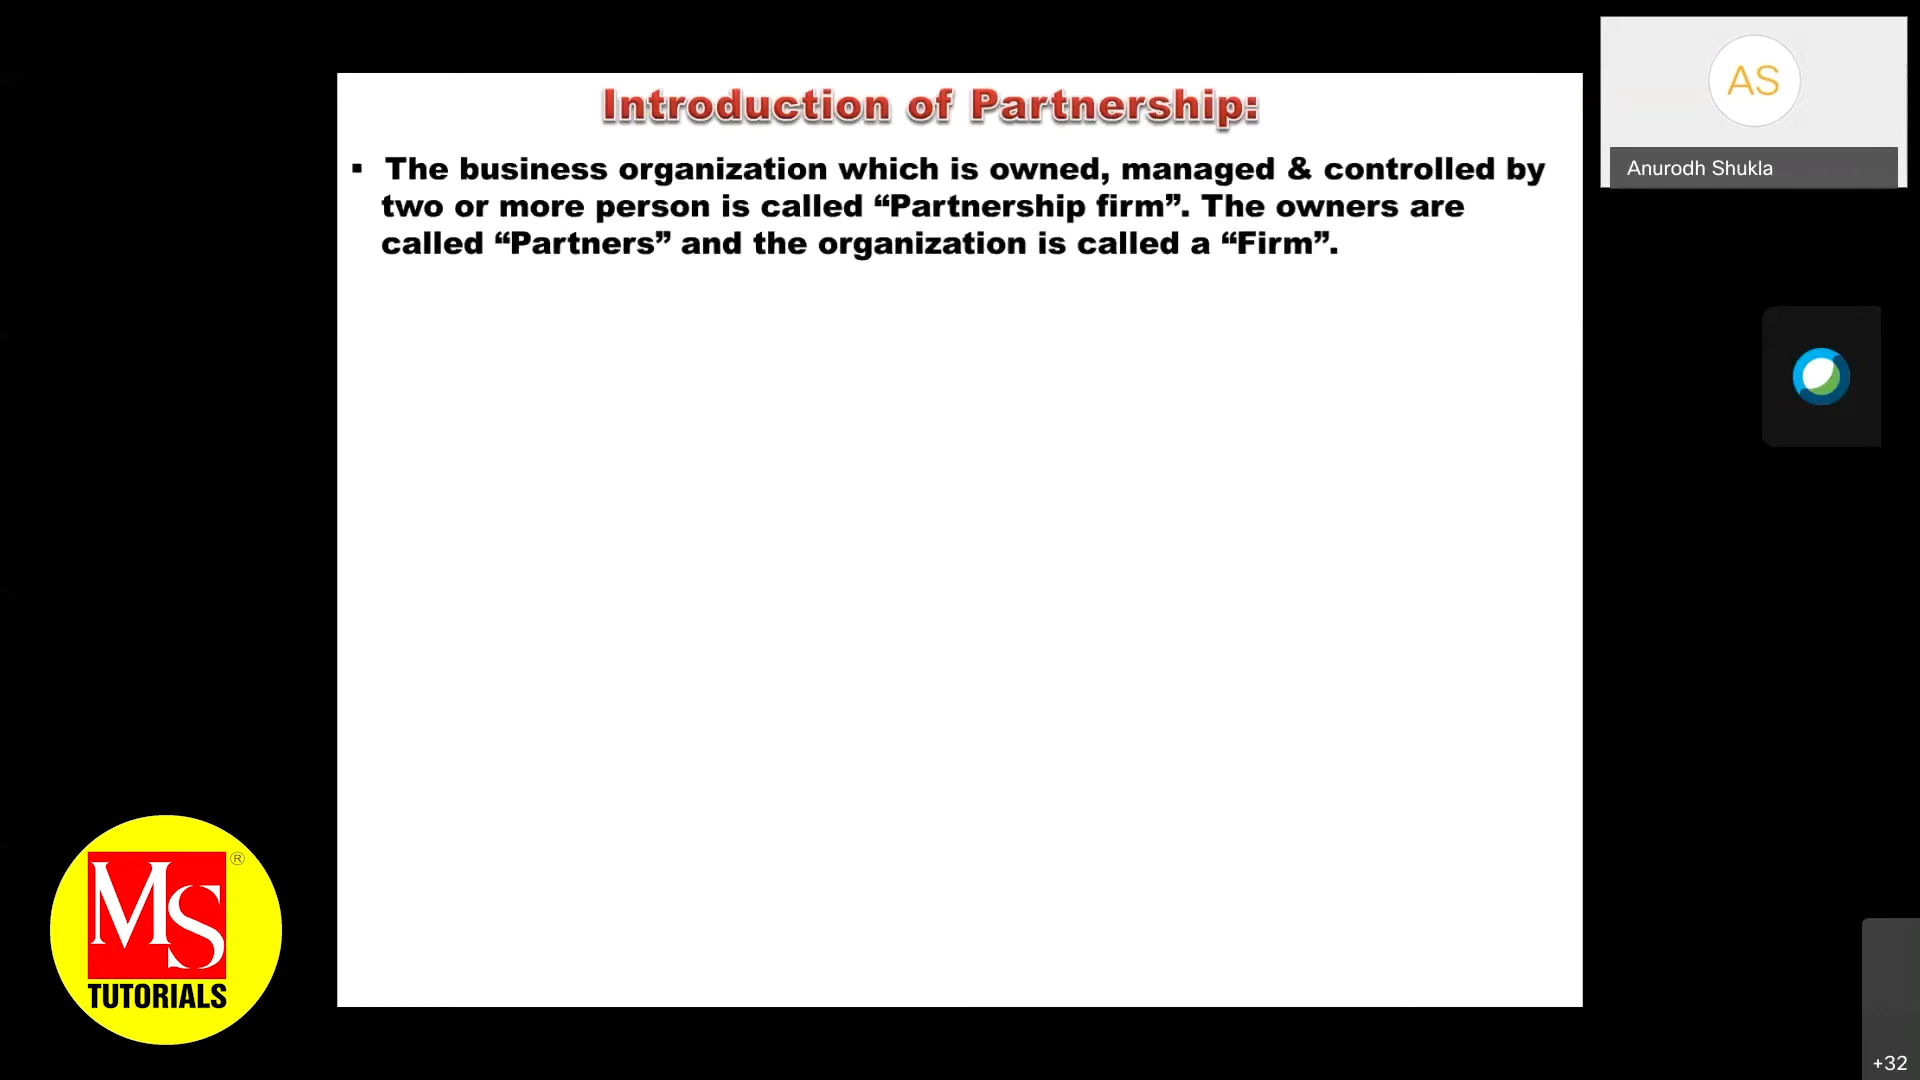 Introduction of Partnership:
▪ The business organization which is owned, managed & controlled by
two or more person is called “Partnership firm”. The owners are
called “Partners” and the organization is called a “Firm”.
AS
Anurodh Shukla
MS
®
TUTORIALS
+32